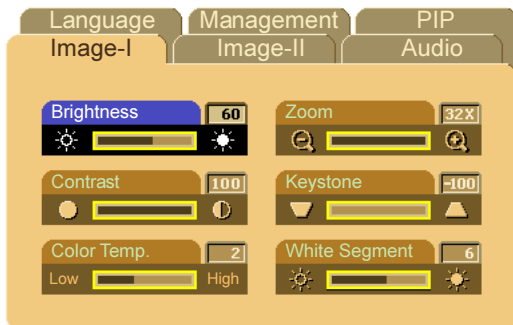 Language Management PIP
Image-I Image-II Audio
Brightness 60
Zoom 32X
Contrast 100
Keystone -100
Color Temp. 2
Low High
White Segment 6